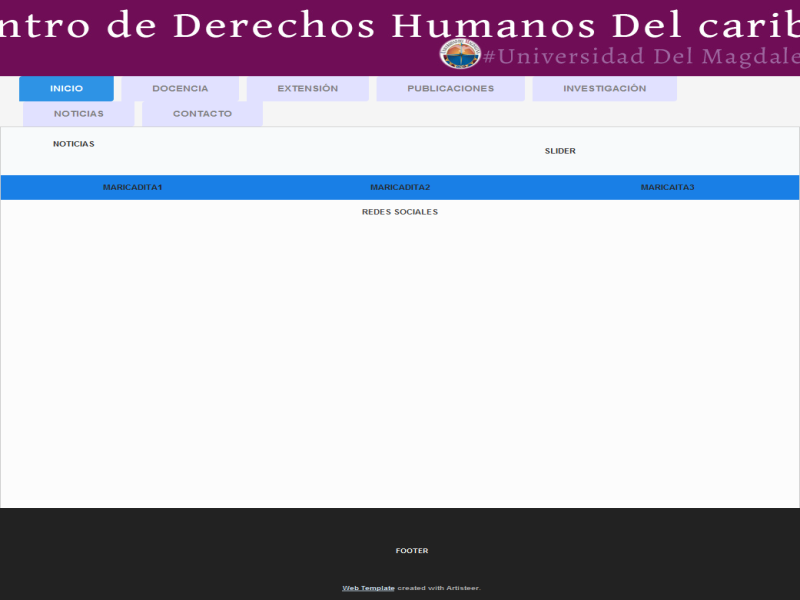 ntro de Derechos Humanos Del carib
#Universidad Del Magdale
INICIO DOCENCIA EXTENSIÓN PUBLICACIONES INVESTIGACIÓN
NOTICIAS CONTACTO
NOTICIAS
SLIDER
MARICADITA1 MARICADITA2 MARICAITA3
REDES SOCIALES
FOOTER
Web Template created with Artisteer.